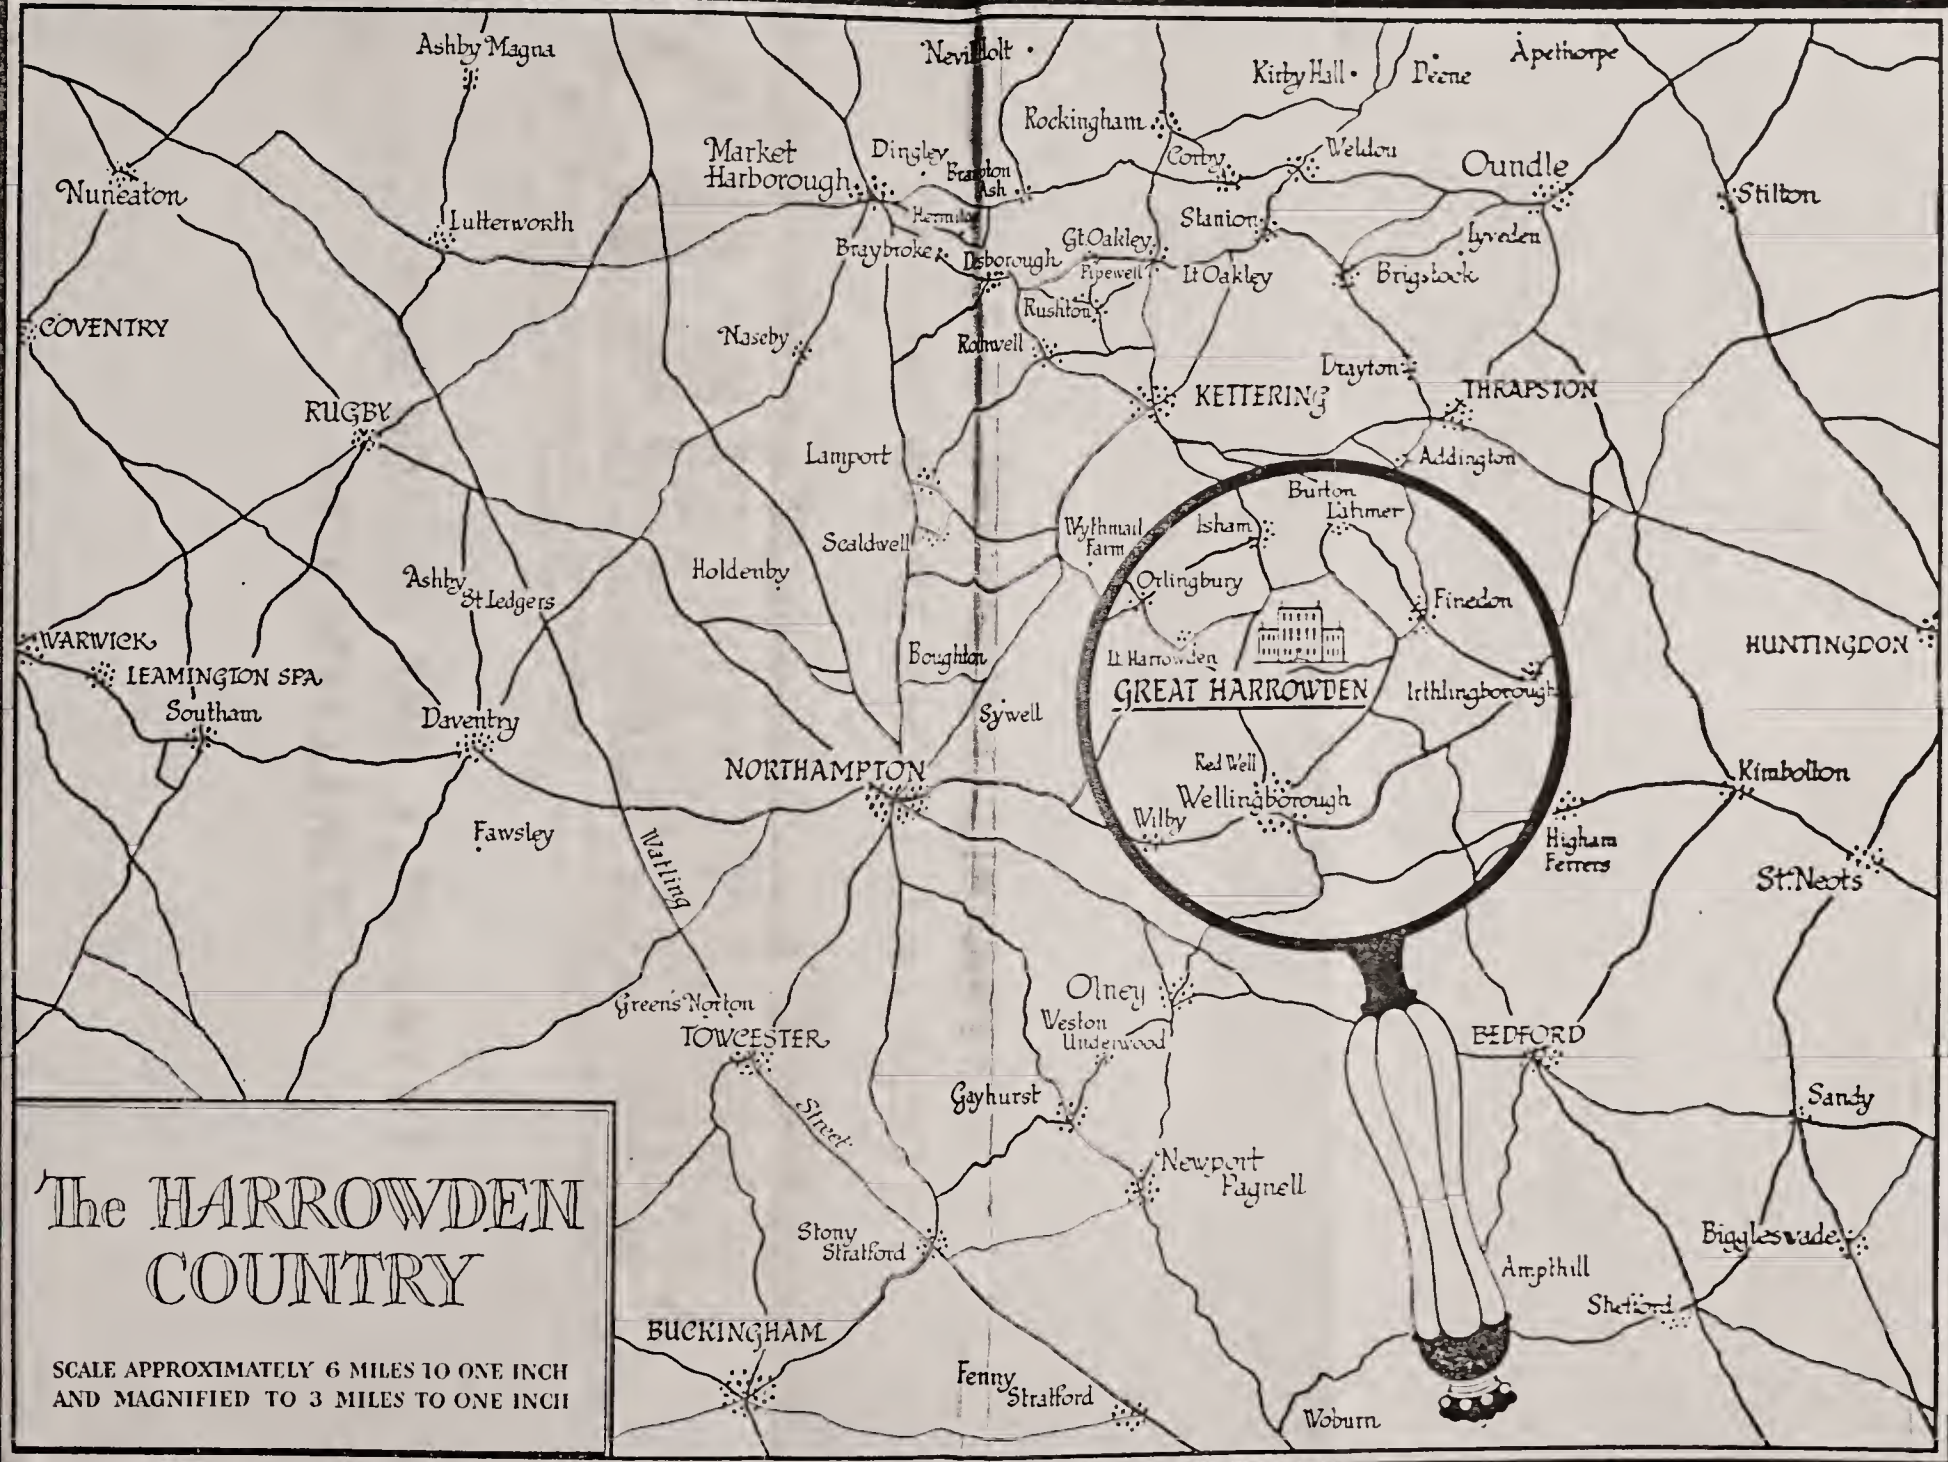 Ashby Magna
Nevil Holt
Kirby Hall
Deene
Apethorpe
Rockingham
Market
Harborough
Dingley
Brampton
Ash
Corby
Weldon
Oundle
Nuneaton
Stilton
Lutterworth
Stanion
Lyveden
Braybroke
Desborough
Gt. Oakley
Pipewell
Lt Oakley
Brigstock
COVENTRY
Naseby
Rushton
Rothwell
Drayton
KETTERING
THRAPSTON
RUGBY
Lamport
Addington
Burton
Latimer
Isham
Wythmail
Farm
Scaldwell
Holdenby
Ashby
St Ledgers
Orlingbury
Finedon
WARWICK
LEAMINGTON SPA
Boughton
Lt Harrowden
GREAT HARROWDEN
Irthlingborough
HUNTINGDON
Southam
Daventry
Sywell
NORTHAMPTON
Red Well
Wellingborough
Wilby
Kimbolton
Fawsley
Watling
Higham
Ferrers
St. Neots
Green's Norton
TOWCESTER
Olney
Weston
Underwood
BEDFORD
Street
Gayhurst
Sandy
Newport
Pagnell
Stony
Stratford
Biggleswade
Ampthill
Shefford
BUCKINGHAM
Fenny
Stratford
Woburn
The HARROWDEN
COUNTRY
SCALE APPROXIMATELY 6 MILES TO ONE INCH
AND MAGNIFIED TO 3 MILES TO ONE INCH